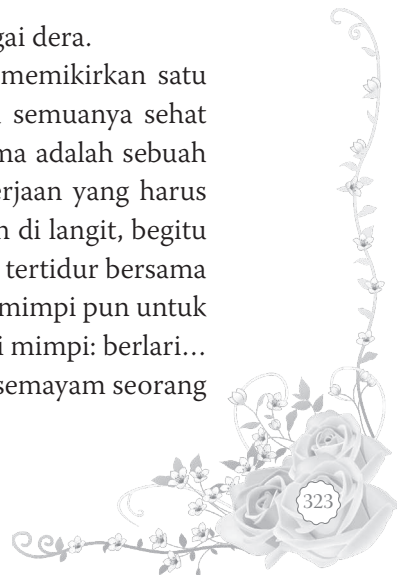 gai dera.
memikirkan satu
semuanya sehat
ma adalah sebuah
erjaan yang harus
n di langit, begitu
tertidur bersama
mimpi pun untuk
i mimpi: berlari...
semayam seorang
323